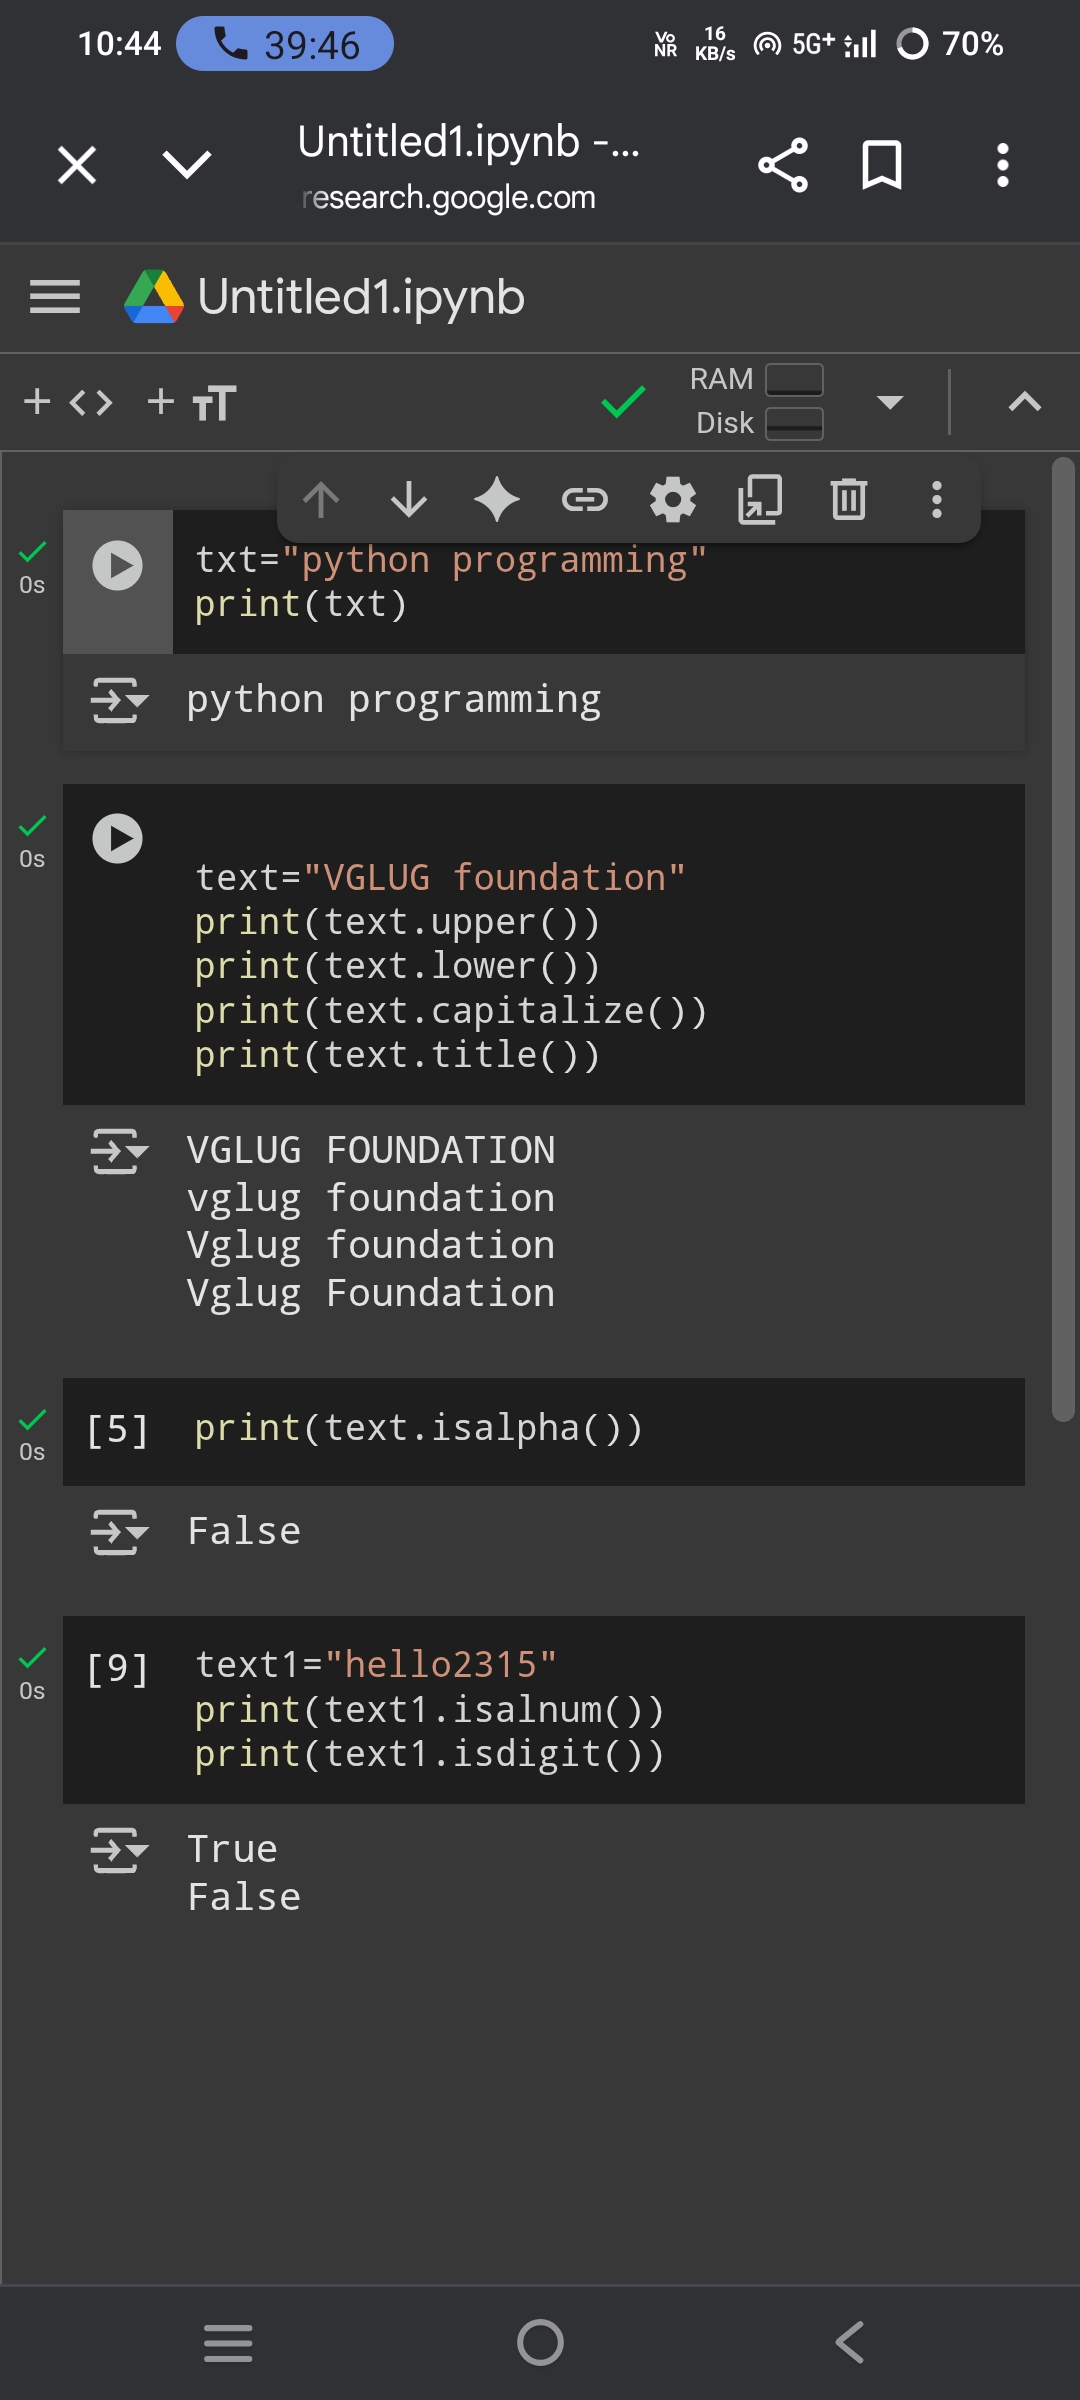 10:44 39:46 VoNR 16 KB/s 5G+ 70%
Untitled1.ipynb -...
research.google.com
Untitled1.ipynb
RAM
Disk
txt="python programming"
0s
print(txt)
python programming
0s
text="VGLUG foundation"
print(text.upper())
print(text.lower())
print(text.capitalize())
print(text.title())
VGLUG FOUNDATION
vglug foundation
Vglug foundation
Vglug Foundation
[5] print(text.isalpha())
0s
False
[9] text1="hello2315"
0s
print(text1.isalnum())
print(text1.isdigit())
True
False